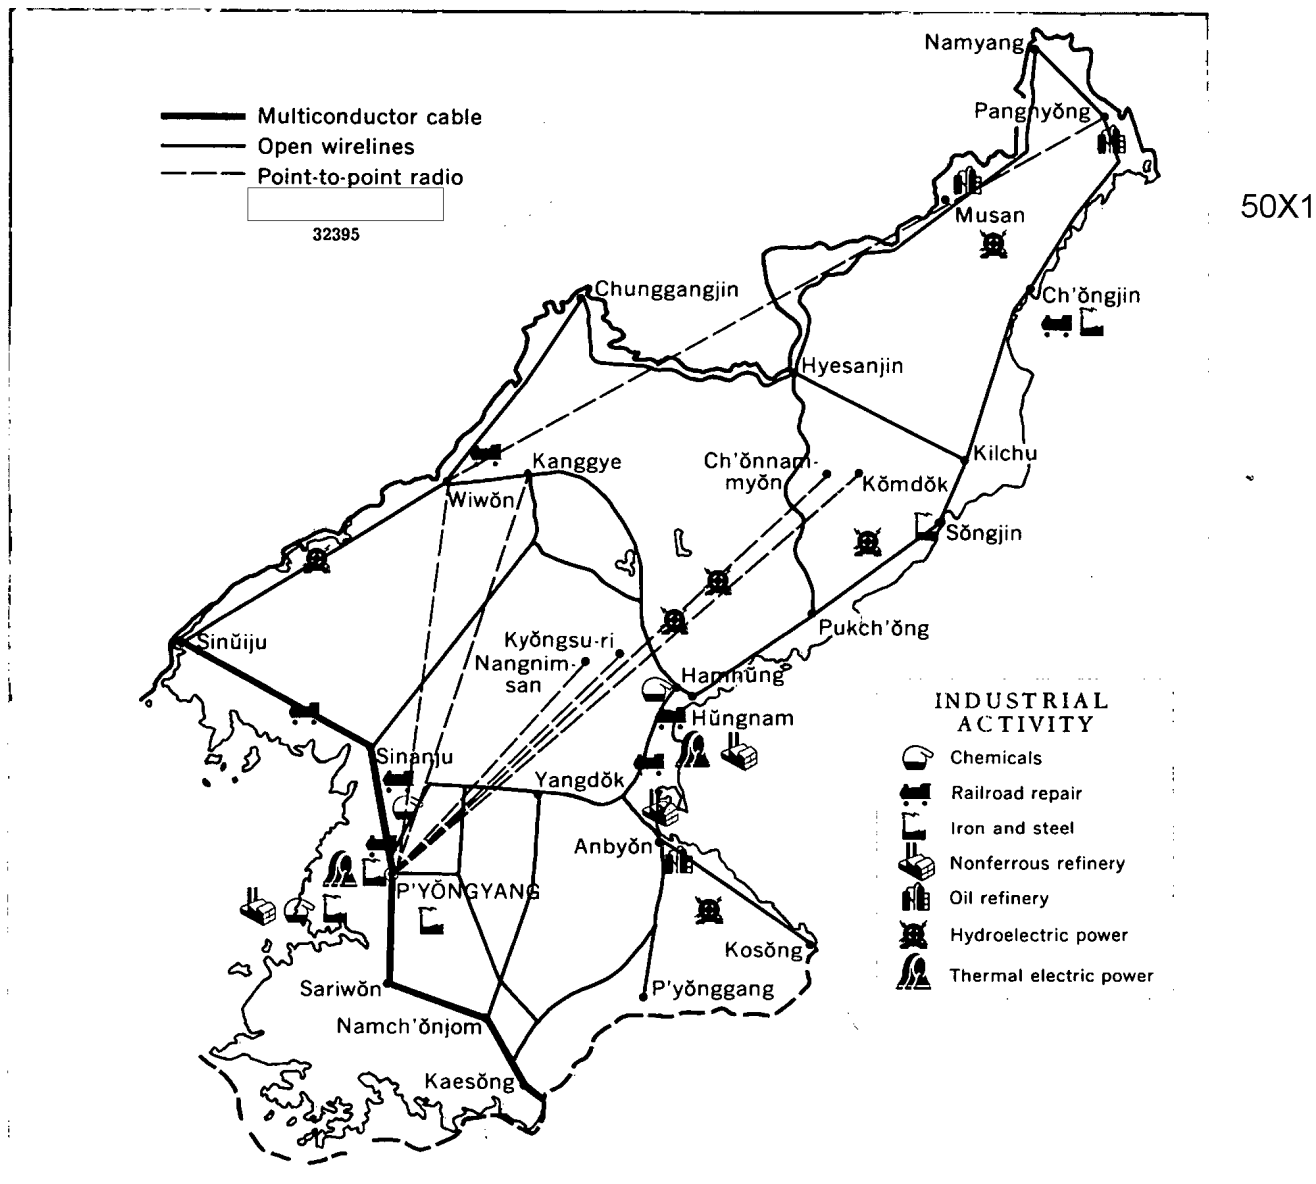 Namyang
Multiconductor cable
Pangnyŏng
Open wirelines
Point-to-point radio
50X1
Musan
32395
Chunggangjin
Ch'ŏngjin
Hyesanjin
Kanggye
Ch'ŏnnam-
myŏn
Kilchu
Kŏmdŏk
Wiwŏn
Sŏngjin
Sinŭiju
Kyŏngsu-ri
Pukch'ŏng
Nangnim-
san
Hamhŭng
INDUSTRIAL
ACTIVITY
Hŭngnam
Sinanju
Chemicals
Yangdŏk
Railroad repair
Iron and steel
Anbyŏn
Nonferrous refinery
P'YŎNGYANG
Oil refinery
Hydroelectric power
Kosŏng
Thermal electric power
Sariwŏn
P'yŏnggang
Namch'ŏnjom
Kaesŏng